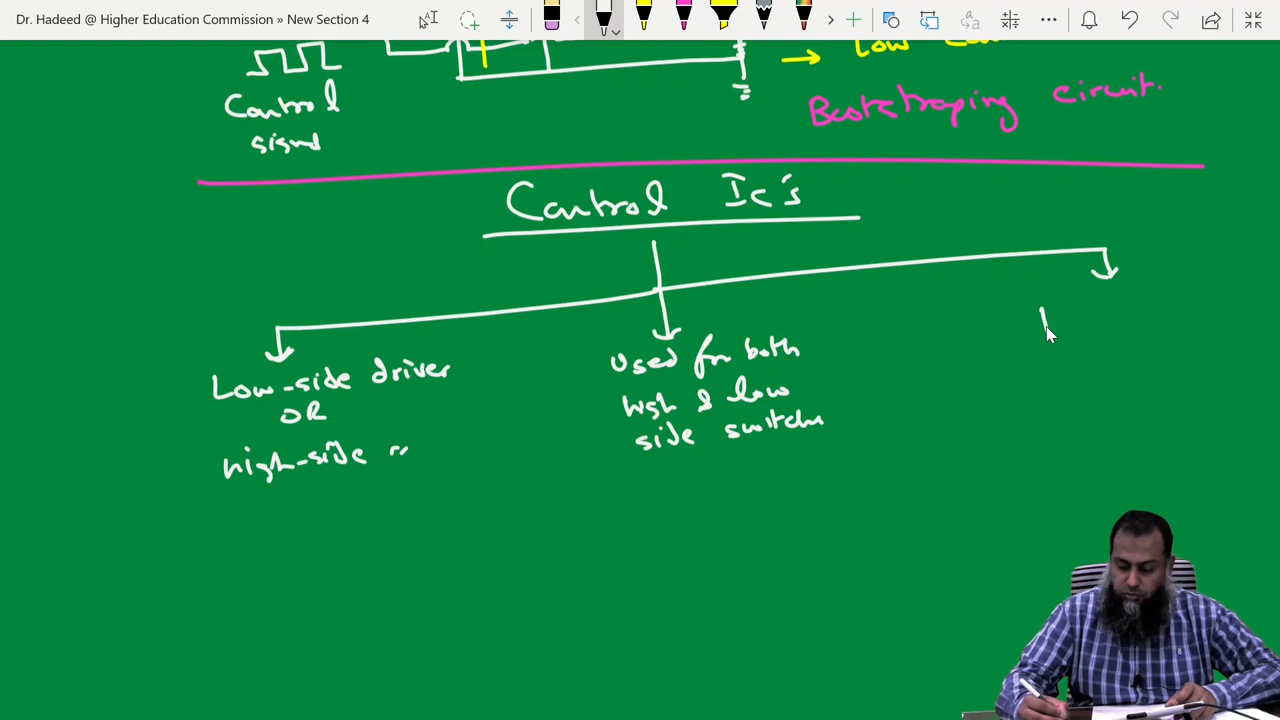 Dr. Hadeed @ Higher Education Commission » New Section 4
→ Low
Control
signal
Bootstraping circuit.
Control Ic's
Low-side driver
OR
high-side "
Used for both
high & low
side switches